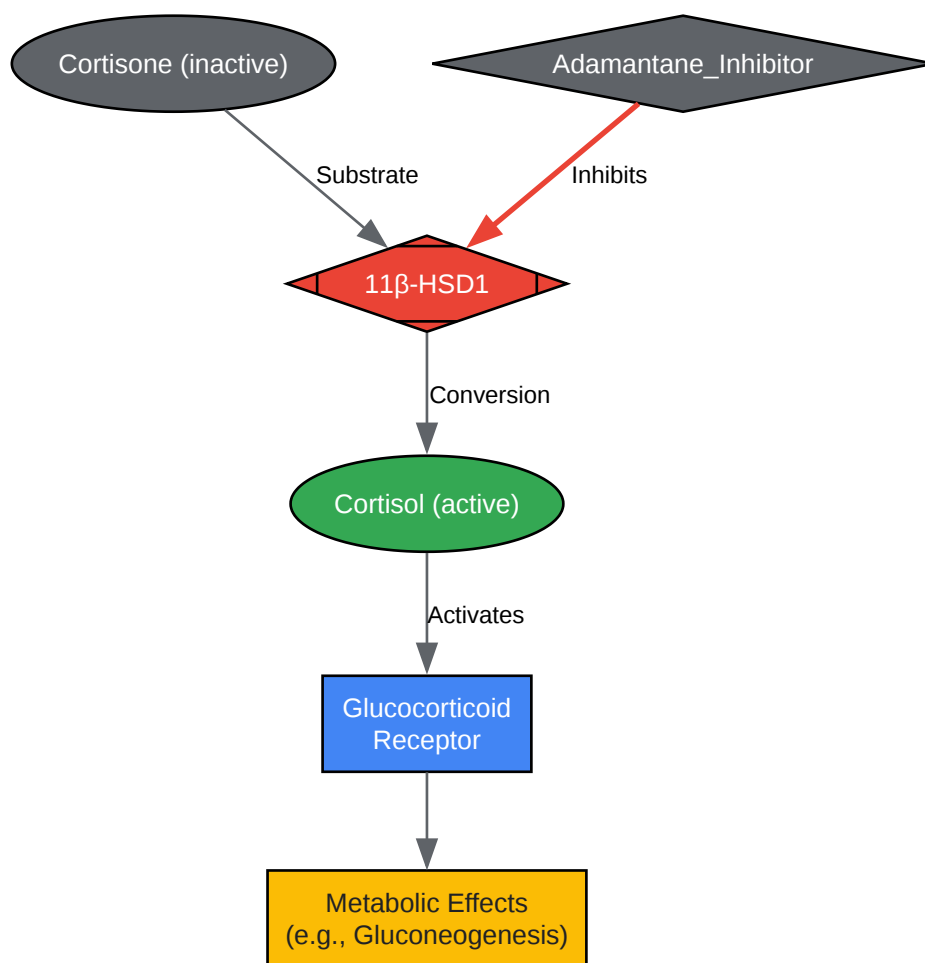 Cortisone (inactive)
Adamantane_Inhibitor
Substrate
Inhibits
11β-HSD1
Conversion
Cortisol (active)
Activates
Glucocorticoid
Receptor
Metabolic Effects
(e.g., Gluconeogenesis)